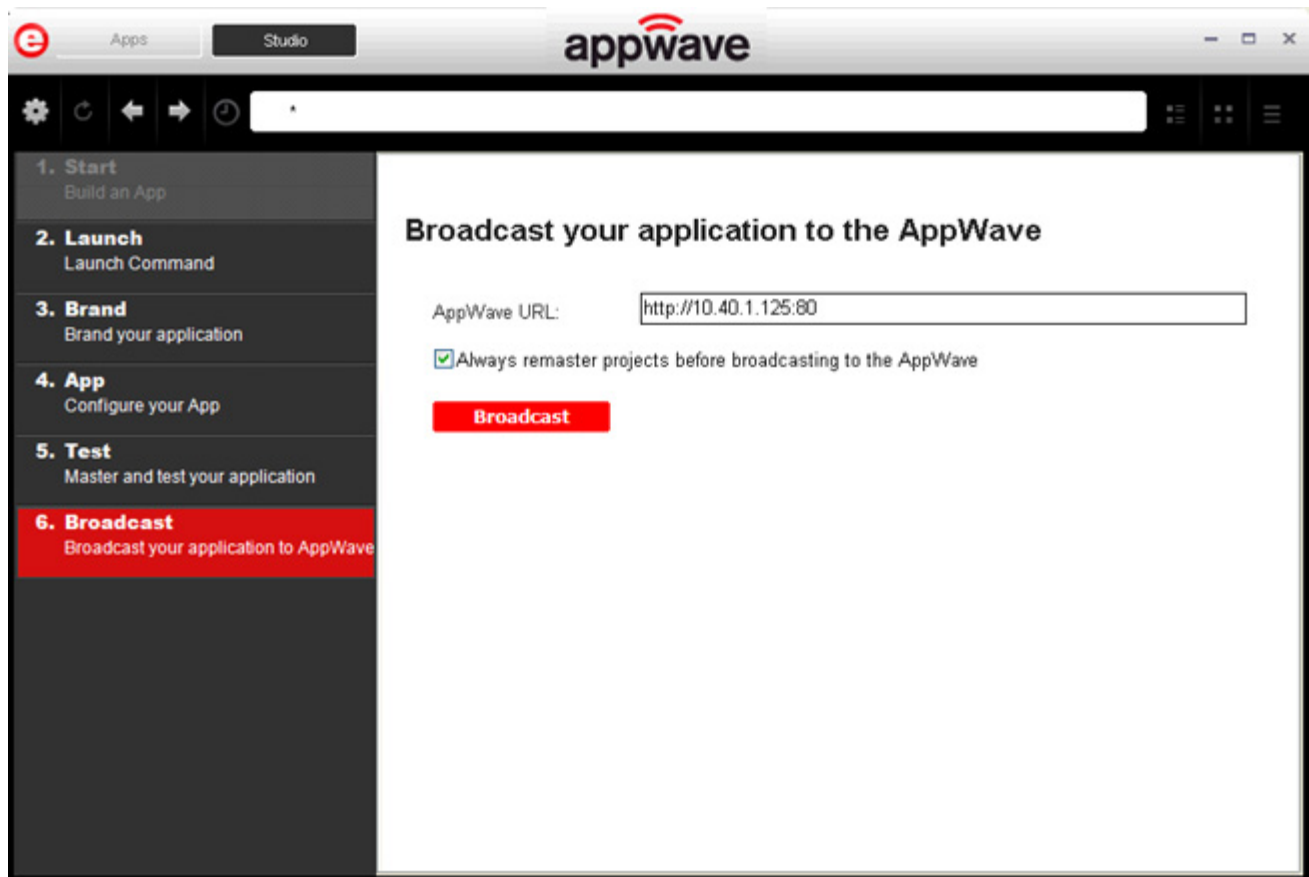 e Apps Studio appwave
*
1. Start
Build an App
2. Launch
Launch Command
3. Brand
Brand your application
4. App
Configure your App
5. Test
Master and test your application
6. Broadcast
Broadcast your application to AppWave
Broadcast your application to the AppWave
AppWave URL: http://10.40.1.125:80
Always remaster projects before broadcasting to the AppWave
Broadcast